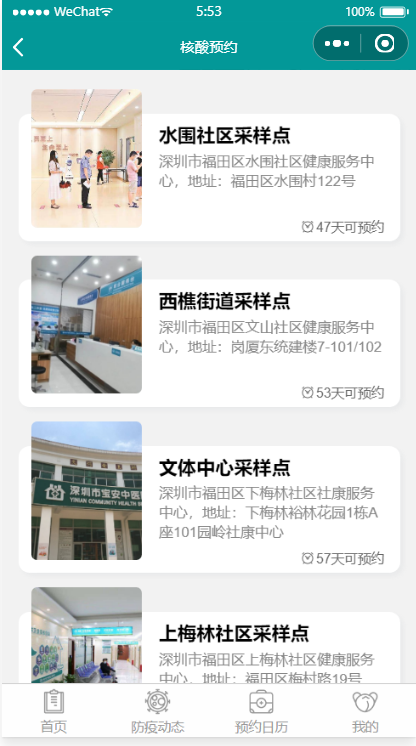 WeChat 5:53 100%
核酸预约
水围社区采样点
深圳市福田区水围社区健康服务中
心，地址：福田区水围村122号
47天可预约
西樵街道采样点
深圳市福田区文山社区健康服务中
心，地址：岗厦东统建楼7-101/102
53天可预约
深圳市宝安中医
YINIAN COMMUNITY HEALTH
文体中心采样点
深圳市福田区下梅林社区社康服务
中心，地址：下梅林裕林花园1栋A
座101园岭社康中心
57天可预约
上梅林社区采样点
深圳市福田区上梅林社区健康服务
中心，地址：福田区梅村路19号
首页 防疫动态 预约日历 我的